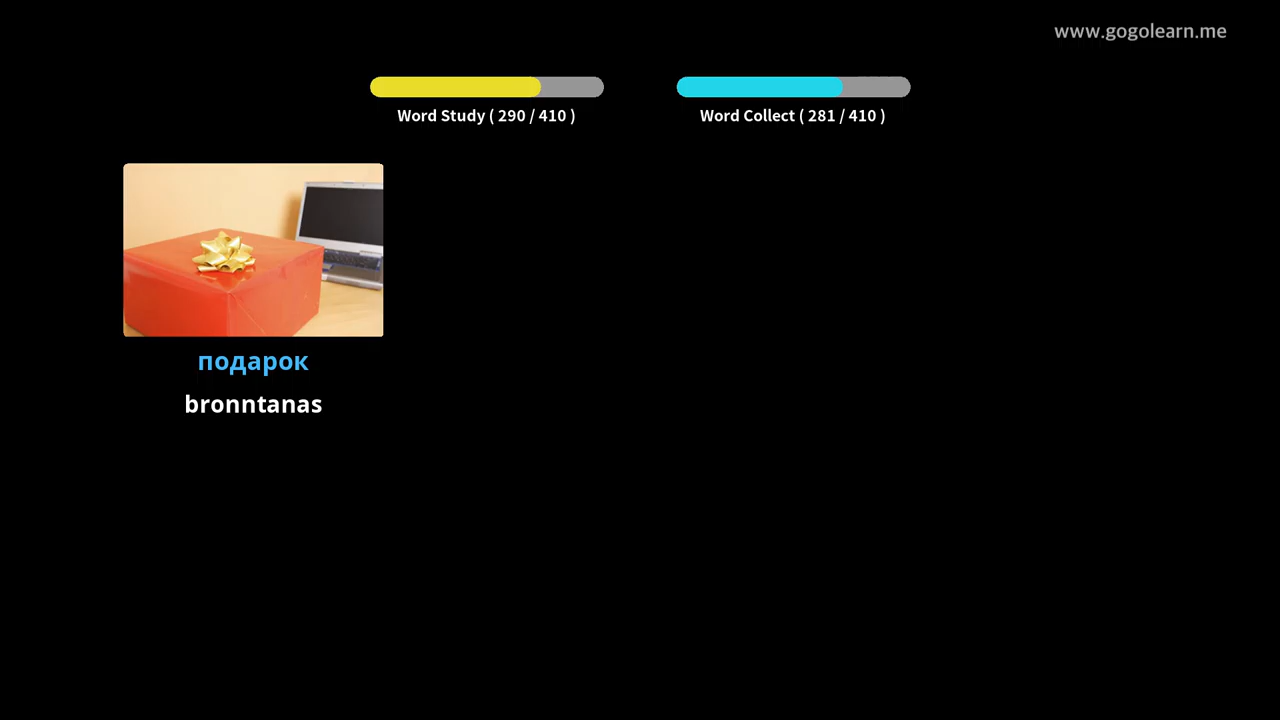 www.gogolearn.me
Word Study ( 290 / 410 )
Word Collect ( 281 / 410 )
подарок
bronntanas